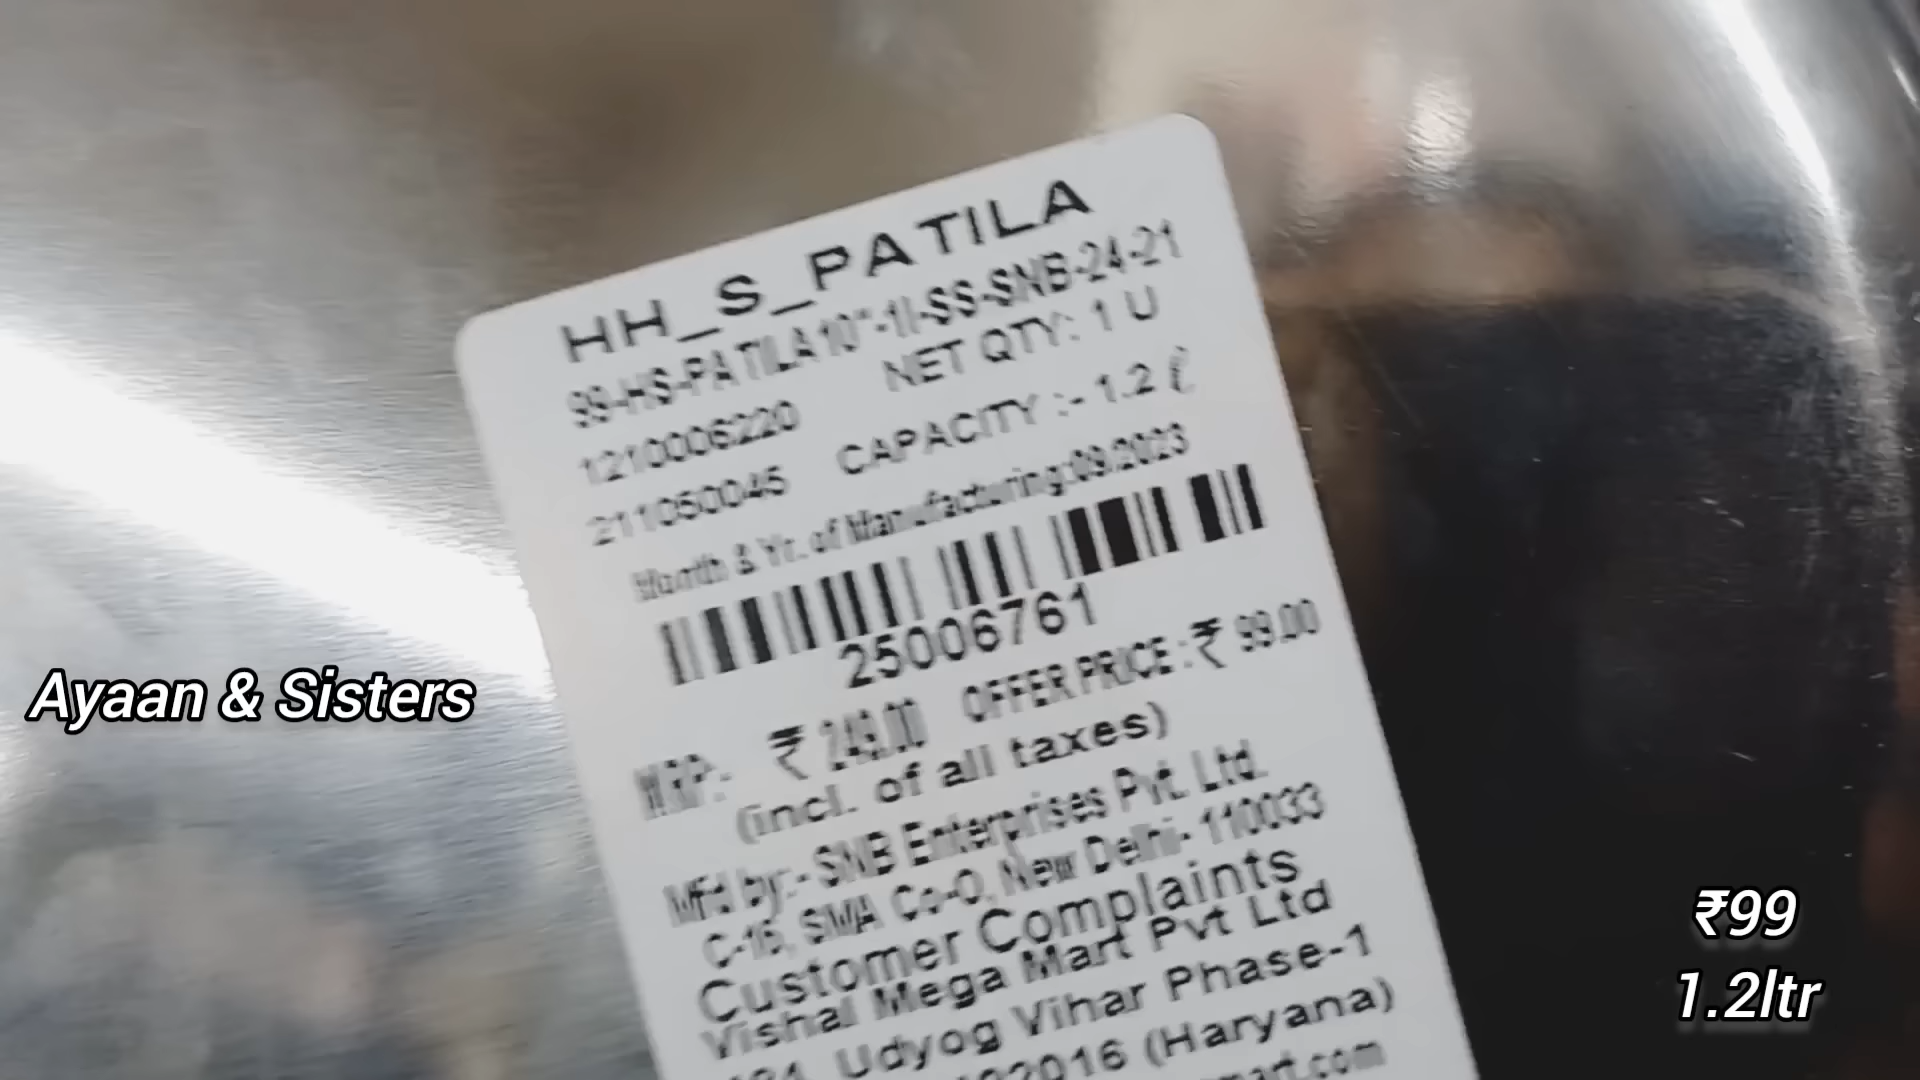 HH_S_PATILA
99-HS-PATILA10"-1l-SS-SNB-24-21
1210006220 NET QTY: 1 U
211050045 CAPACITY :- 1.2 ℓ
Month & Yr. of Manufacturing:09.2023
25006761
MRP: ₹ 249.00 OFFER PRICE : ₹ 99.00
(incl. of all taxes)
Mfd by:- SNB Enterprises Pvt. Ltd.
C-16, SMA Co-O, New Delhi- 110033
Customer Complaints
Vishal Mega Mart Pvt Ltd
Udyog Vihar Phase-1
(Haryana)
Ayaan & Sisters
₹99
1.2ltr